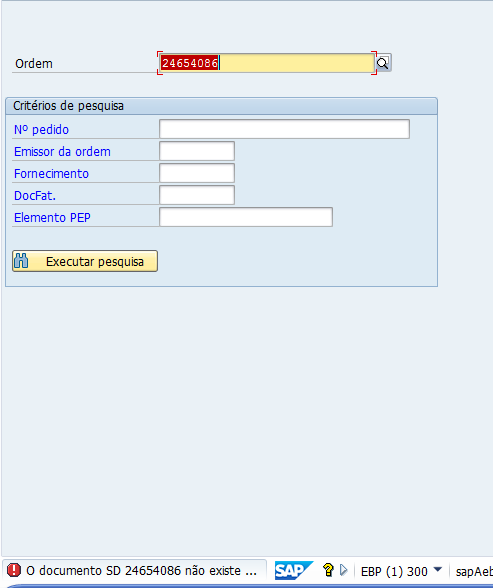 Ordem 24654086
Critérios de pesquisa
Nº pedido
Emissor da ordem
Fornecimento
DocFat.
Elemento PEP
Executar pesquisa
O documento SD 24654086 não existe ... SAP EBP (1) 300 sapAeb